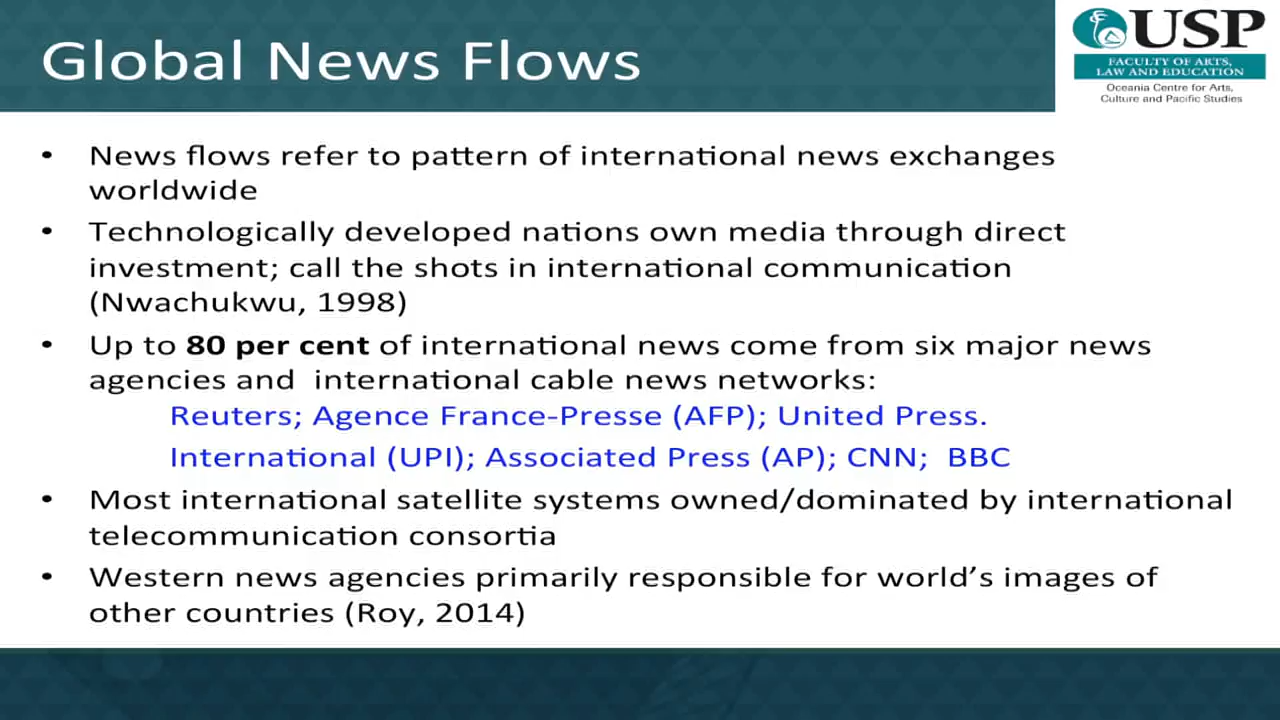 Global News Flows
USP
FACULTY OF ARTS,
LAW AND EDUCATION
Oceania Centre for Arts,
Culture and Pacific Studies
• News flows refer to pattern of international news exchanges
worldwide
• Technologically developed nations own media through direct
investment; call the shots in international communication
(Nwachukwu, 1998)
• Up to 80 per cent of international news come from six major news
agencies and international cable news networks:
Reuters; Agence France-Presse (AFP); United Press.
International (UPI); Associated Press (AP); CNN; BBC
• Most international satellite systems owned/dominated by international
telecommunication consortia
• Western news agencies primarily responsible for world’s images of
other countries (Roy, 2014)